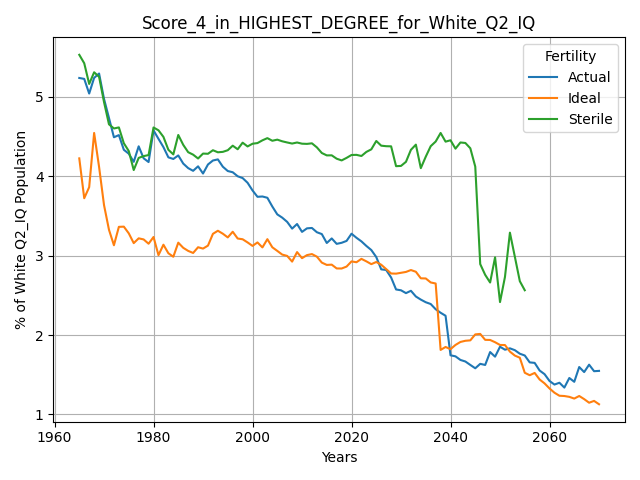 Score_4_in_HIGHEST_DEGREE_for_White_Q2_IQ
% of White Q2_IQ Population
5
4
3
2
1
Fertility
Actual
Ideal
Sterile
1960
1980
2000
2020
2040
2060
Years